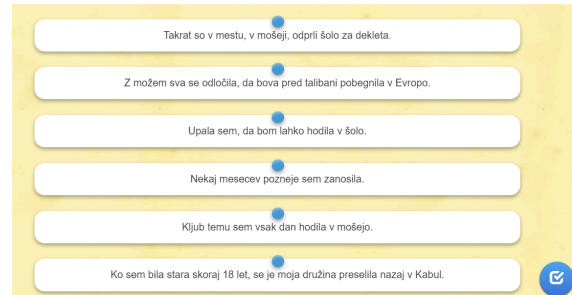 Takrat so v mestu, v mošeji, odprli šolo za dekleta.
Z možem sva se odločila, da bova pred talibani pobegnila v Evropo.
Upala sem, da bom lahko hodila v šolo.
Nekaj mesecev pozneje sem zanosila.
Kljub temu sem vsak dan hodila v mošejo.
Ko sem bila stara skoraj 18 let, se je moja družina preselila nazaj v Kabul.